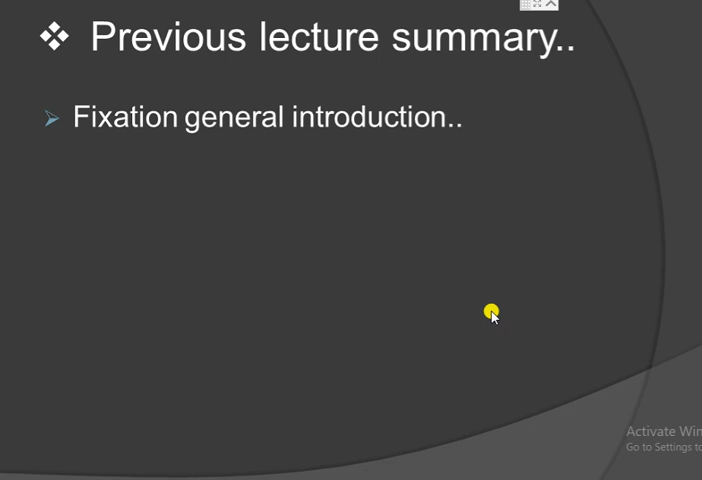 Previous lecture summary..
Fixation general introduction..
Activate Win
Go to Settings to